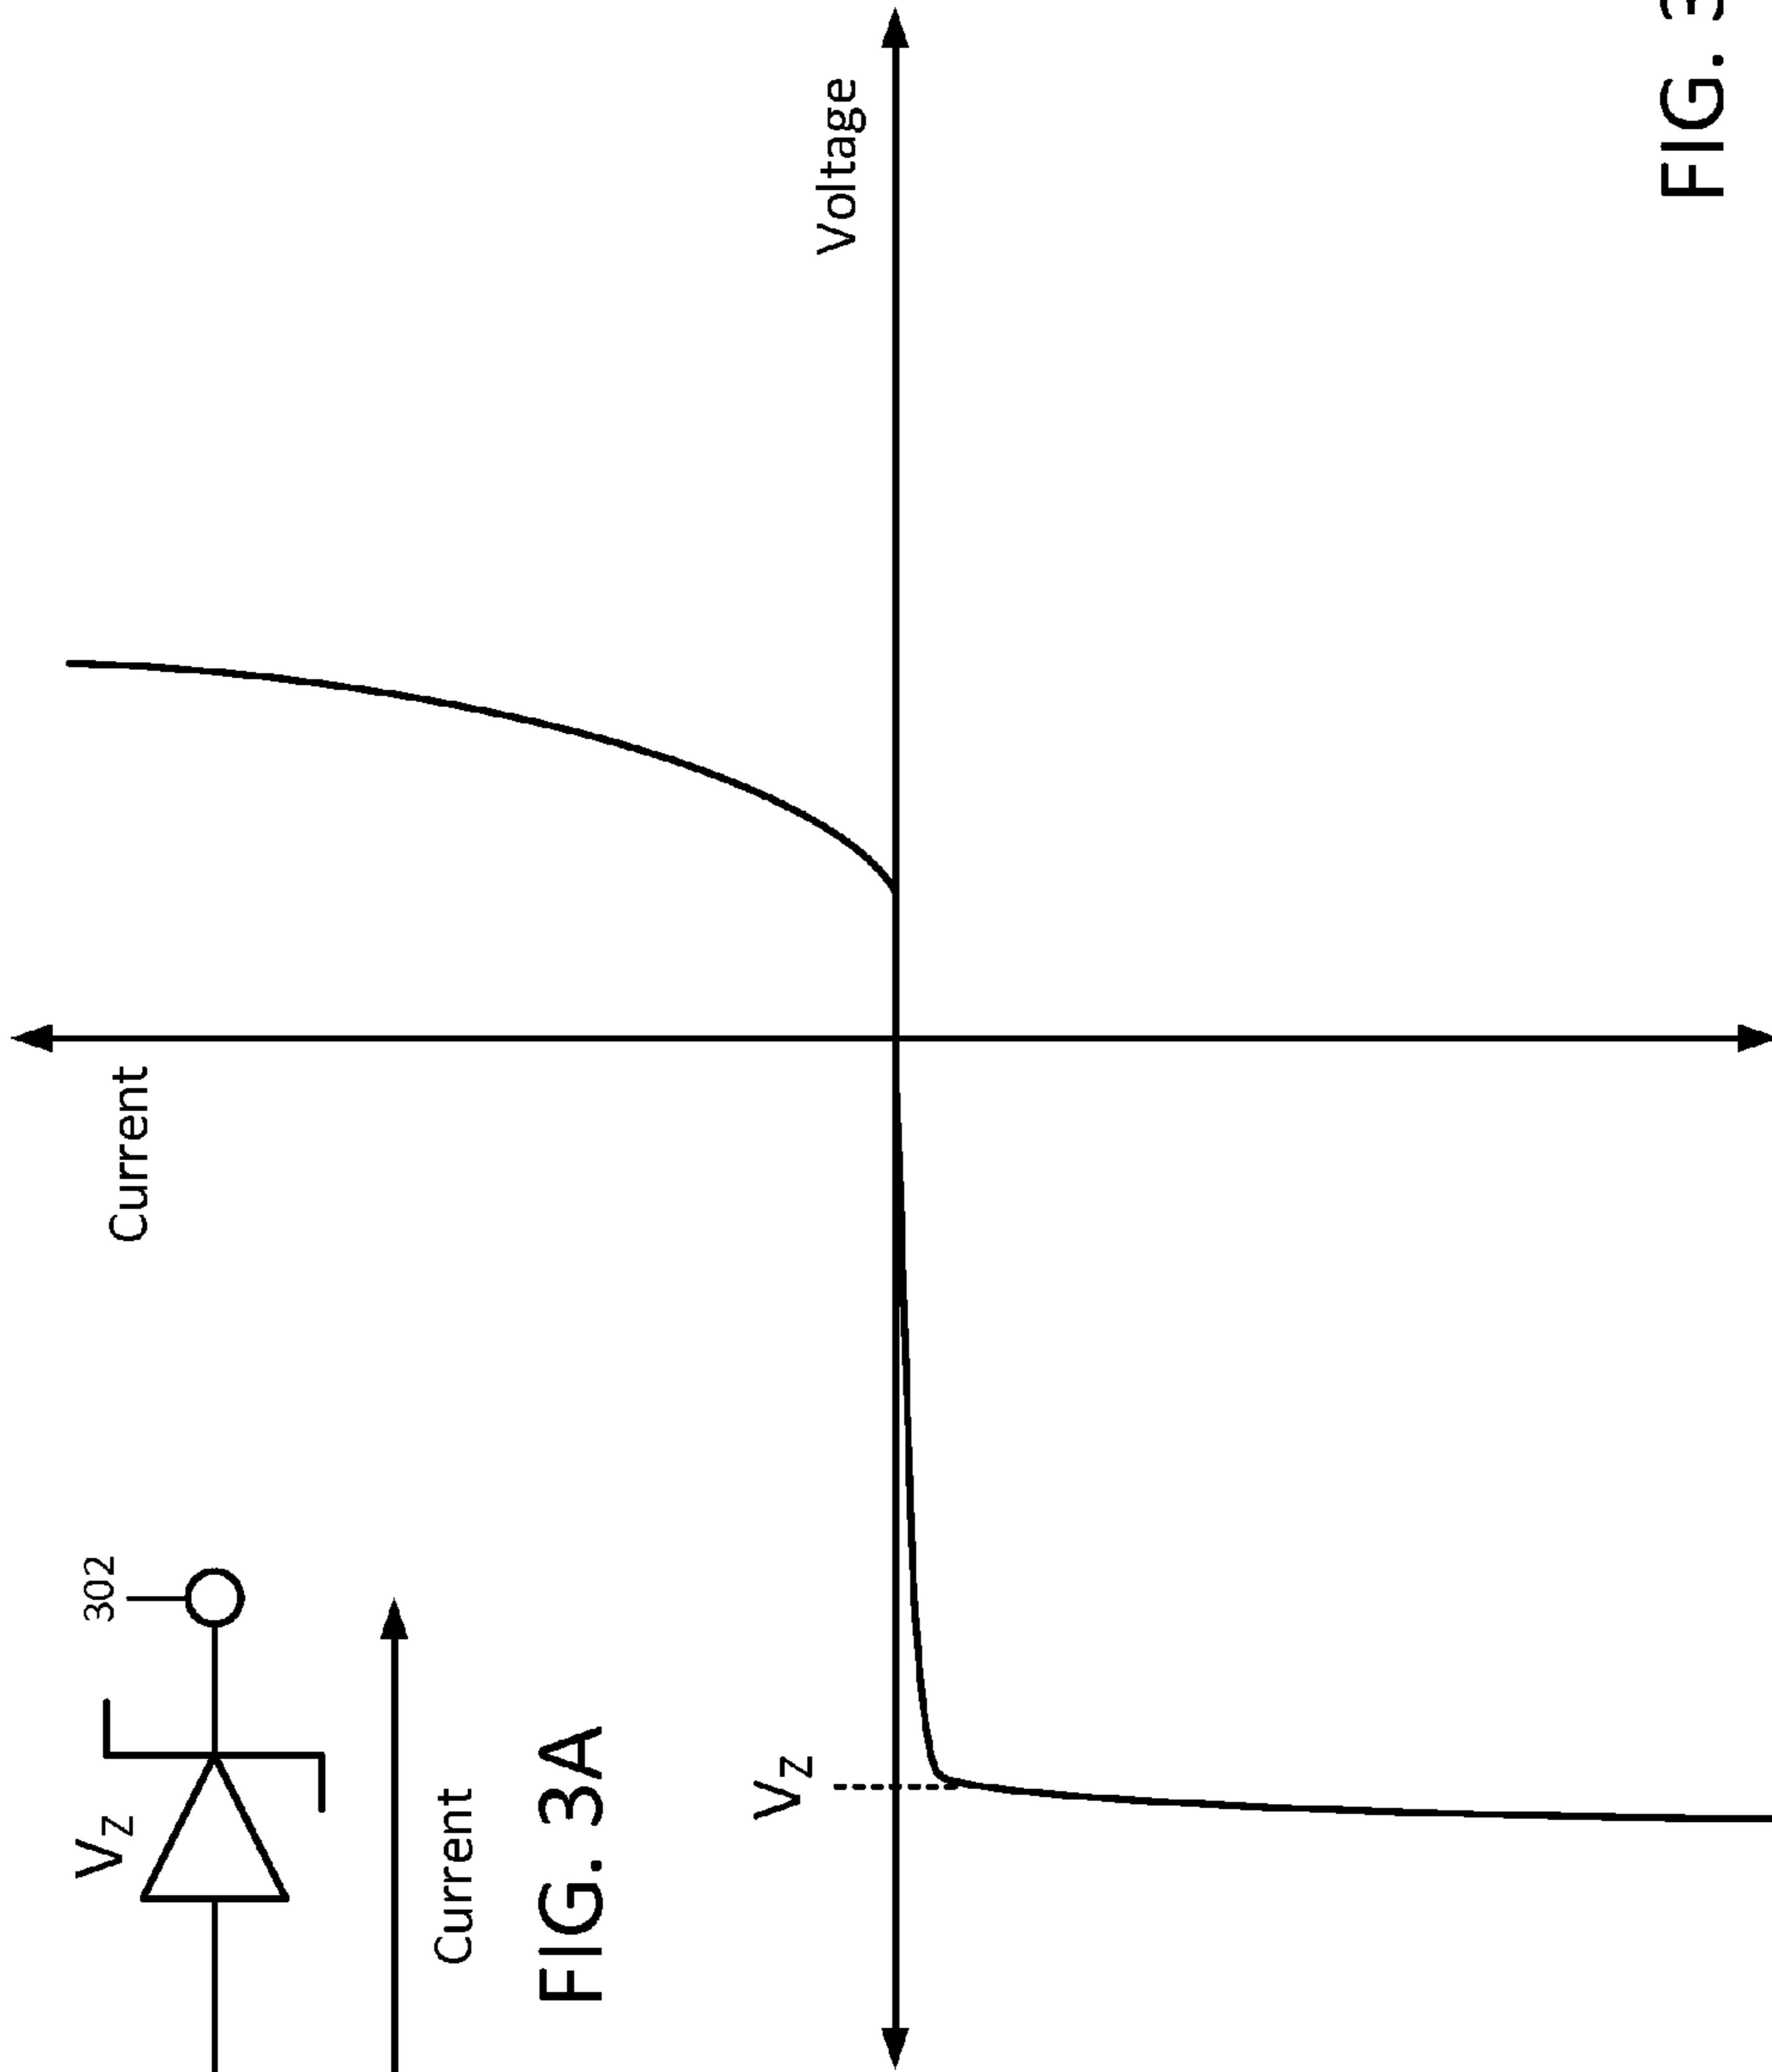 V_Z
302
Current
FIG. 3A
Current
Voltage
V_Z
FIG. 3